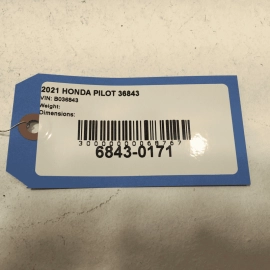 2021 HONDA PILOT 36843
VIN: B036843
Weight:
Dimensions:
6843-0171